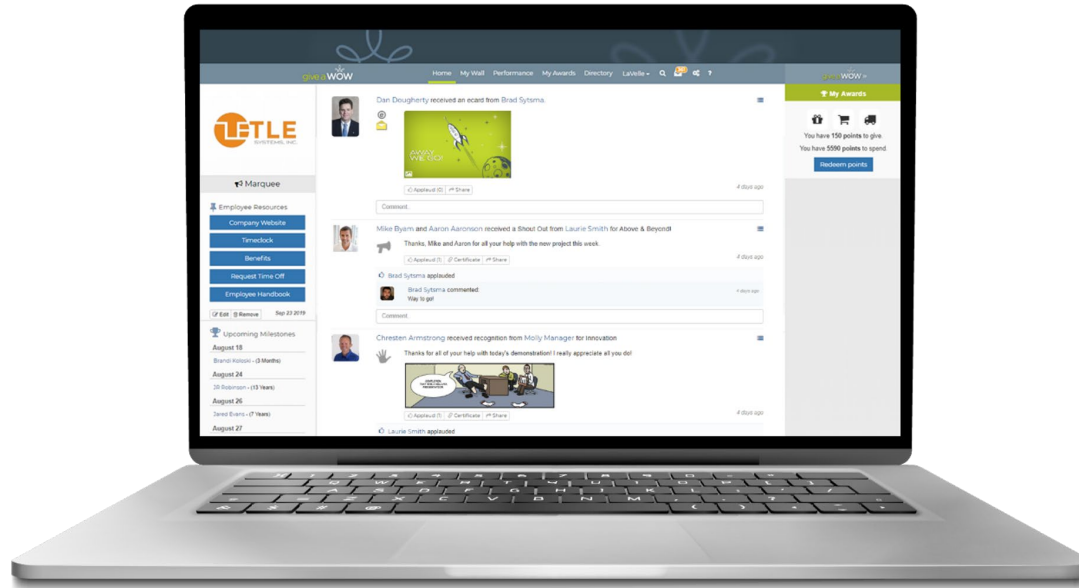 give a WOW
Home My Wall Performance My Awards Directory LaVelle ?
give a WOW
ETLE
SYSTEMS, INC.
Marquee
Employee Resources
Company Website
Timeclock
Benefits
Request Time Off
Employee Handbook
Edit Remove Sep 23 2019
Upcoming Milestones
August 18
Brandi Koloski - (3 Months)
August 24
JR Robinson - (13 Years)
August 26
Jared Evans - (7 Years)
August 27
Dan Dougherty received an ecard from Brad Sytsma.
AWAY
WE GO!
Applaud (0) Share
4 days ago
Comment.
Mike Byam and Aaron Aaronson received a Shout Out from Laurie Smith for Above & Beyond!
Thanks, Mike and Aaron for all your help with the new project this week.
Applaud (1) Certificate Share
4 days ago
Brad Sytsma applauded
Brad Sytsma commented:
4 days ago
Way to go!
Comment.
Christen Armstrong received recognition from Molly Manager for Innovation
Thanks for all of your help with today's demonstration! I really appreciate all you do!
Applaud (1) Certificate Share
4 days ago
Laurie Smith applauded
My Awards
You have 150 points to give.
You have 5590 points to spend.
Redeem points